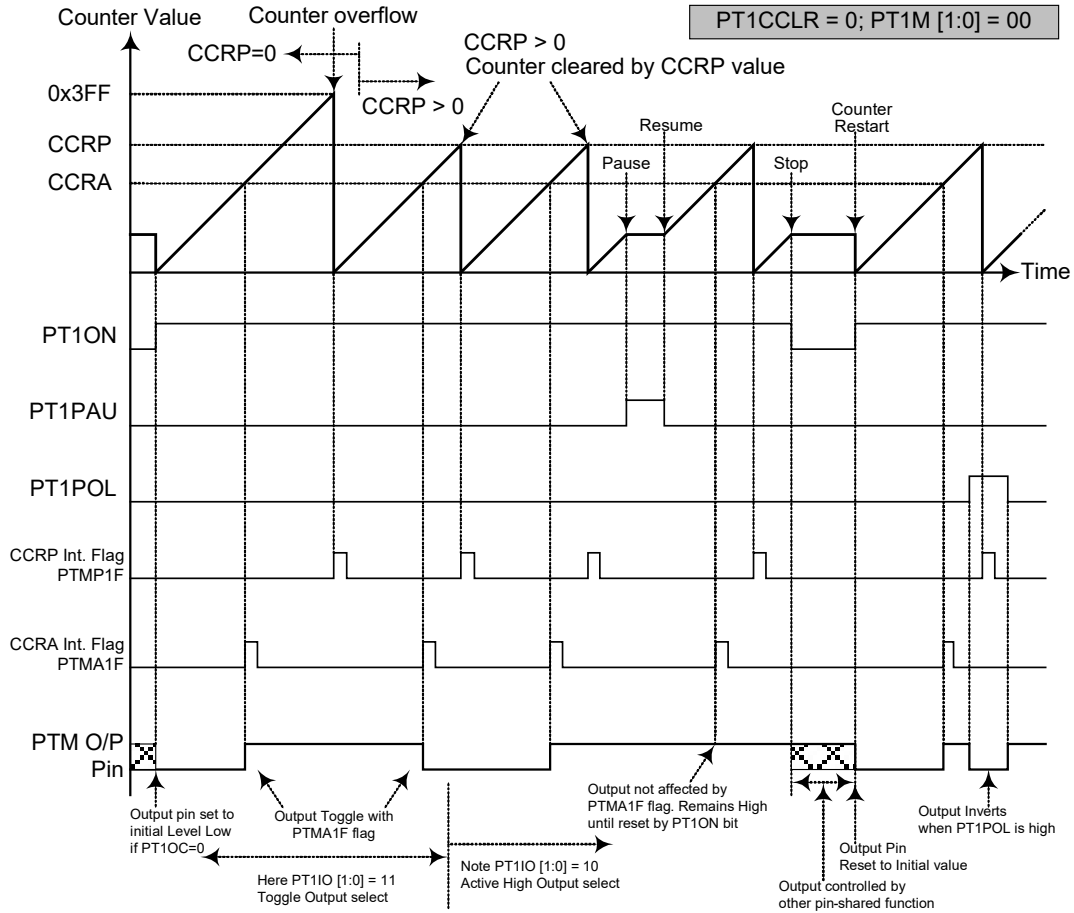 Counter Value
Counter overflow
PT1CCLR = 0; PT1M [1:0] = 00
CCRP=0
CCRP > 0
CCRP > 0
Counter cleared by CCRP value
0x3FF
CCRP
CCRA
Pause
Resume
Stop
Counter
Restart
Time
PT1ON
PT1PAU
PT1POL
CCRP Int. Flag
PTMP1F
CCRA Int. Flag
PTMA1F
PTM O/P
Pin
Output pin set to
initial Level Low
if PT1OC=0
Output Toggle with
PTMA1F flag
Here PT1IO [1:0] = 11
Toggle Output select
Note PT1IO [1:0] = 10
Active High Output select
Output not affected by
PTMA1F flag. Remains High
until reset by PT1ON bit
Output controlled by
other pin-shared function
Output Pin
Reset to Initial value
Output Inverts
when PT1POL is high